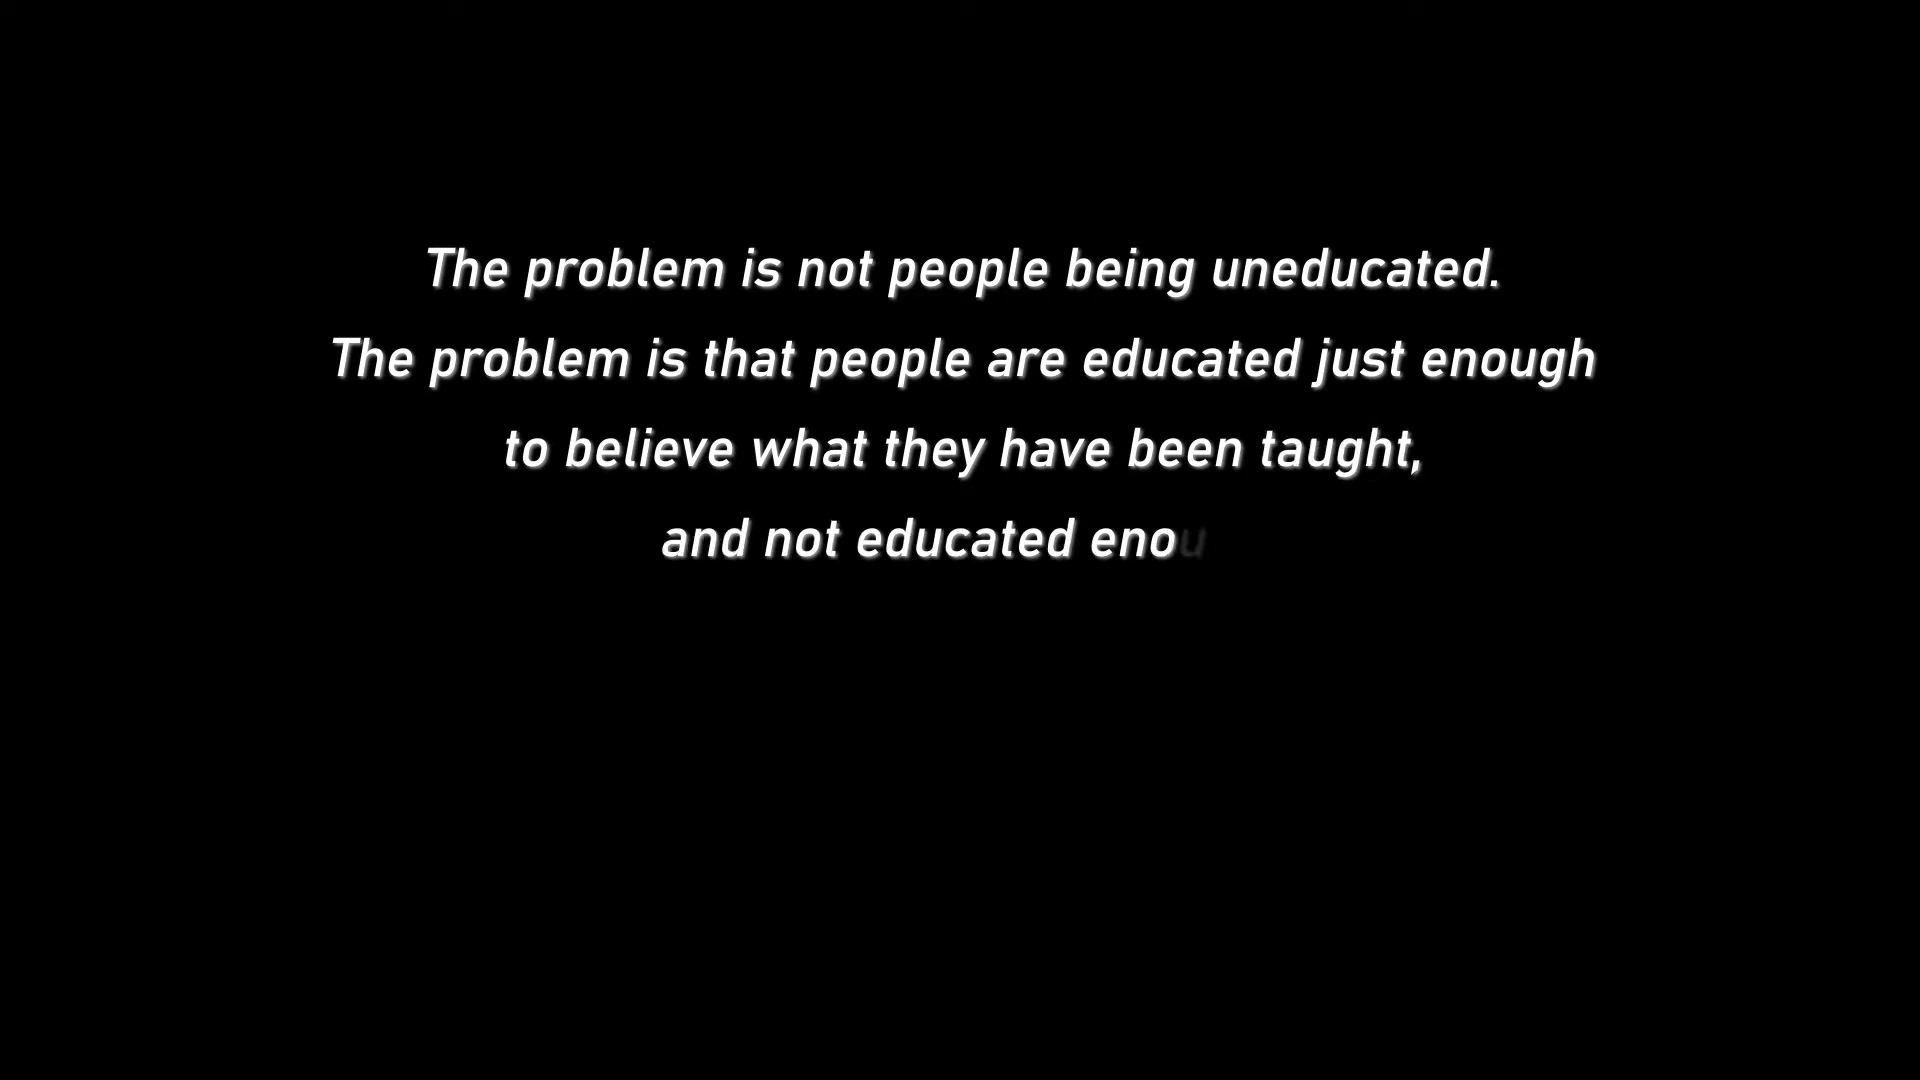 The problem is not people being uneducated.
The problem is that people are educated just enough
to believe what they have been taught,
and not educated enou